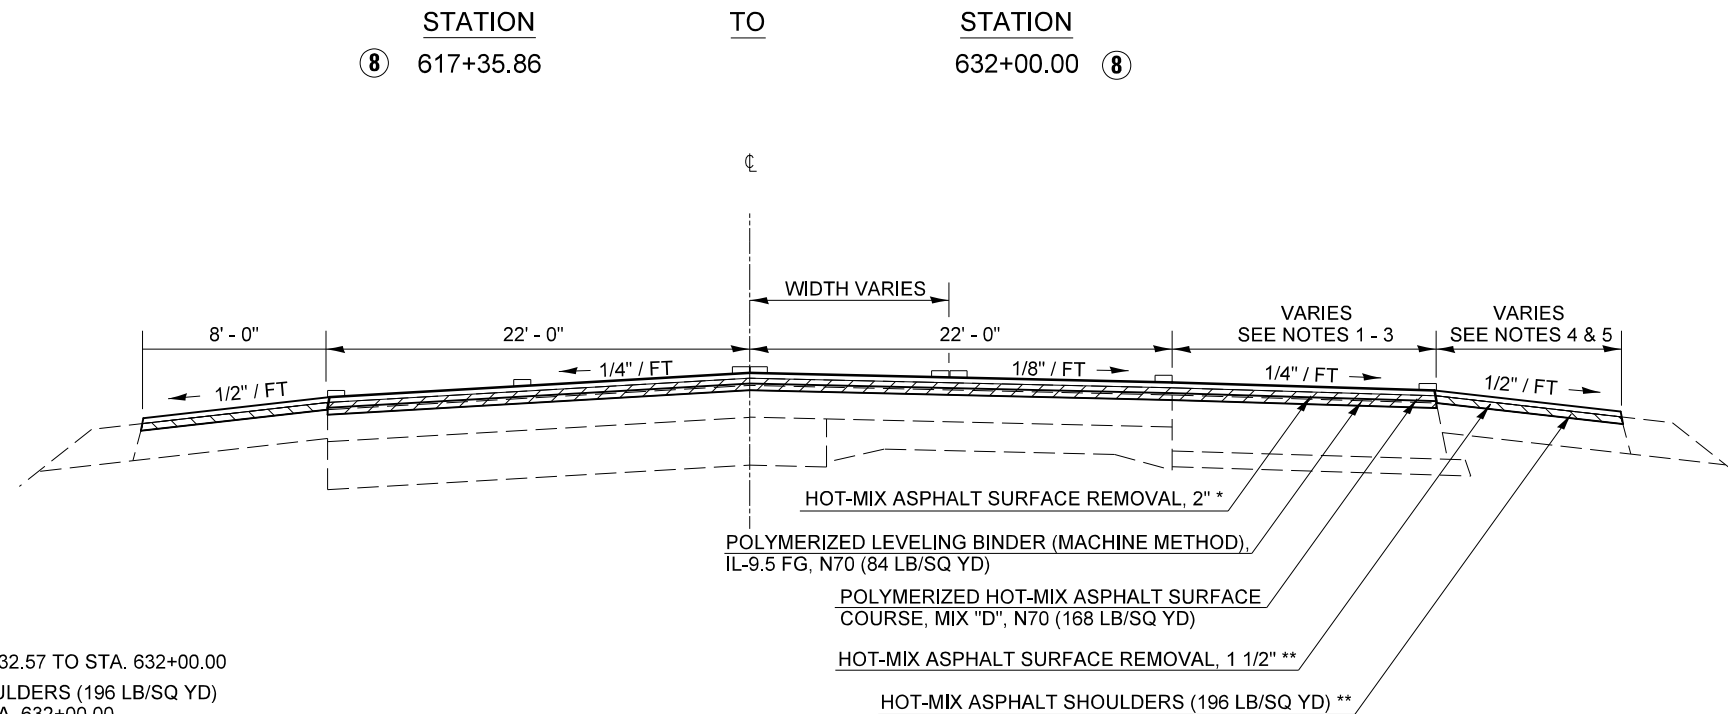 STATION TO STATION
8 617+35.86 632+00.00 8
℄
WIDTH VARIES
VARIES
SEE NOTES 1 - 3
VARIES
SEE NOTES 4 & 5
8' - 0" 22' - 0" 22' - 0"
1/2" / FT 1/4" / FT 1/8" / FT 1/4" / FT 1/2" / FT
HOT-MIX ASPHALT SURFACE REMOVAL, 2" *
POLYMERIZED LEVELING BINDER (MACHINE METHOD),
IL-9.5 FG, N70 (84 LB/SQ YD)
POLYMERIZED HOT-MIX ASPHALT SURFACE
COURSE, MIX "D", N70 (168 LB/SQ YD)
HOT-MIX ASPHALT SURFACE REMOVAL, 1 1/2" **
HOT-MIX ASPHALT SHOULDERS (196 LB/SQ YD) **
32.57 TO STA. 632+00.00
ULDERS (196 LB/SQ YD)
A. 632+00.00